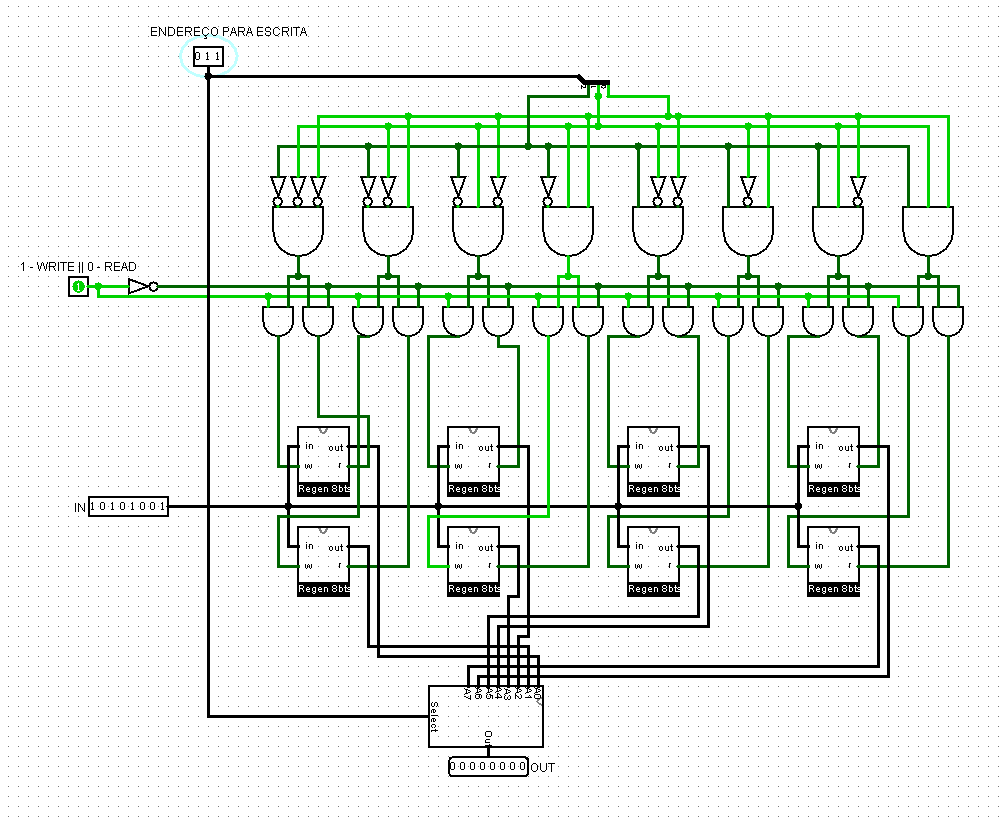 ENDEREÇO PARA ESCRITA
0 1 1
2 1 0
1 - WRITE || 0 - READ
1
in out in out in out in out
w r w r w r w r
Regen 8bts Regen 8bts Regen 8bts Regen 8bts
IN 1 0 1 0 1 0 0 1
in out in out in out in out
w r w r w r w r
Regen 8bts Regen 8bts Regen 8bts Regen 8bts
A7 A6 A5 A4 A3 A2 A1 A0
Select
Out
0 0 0 0 0 0 0 0 OUT